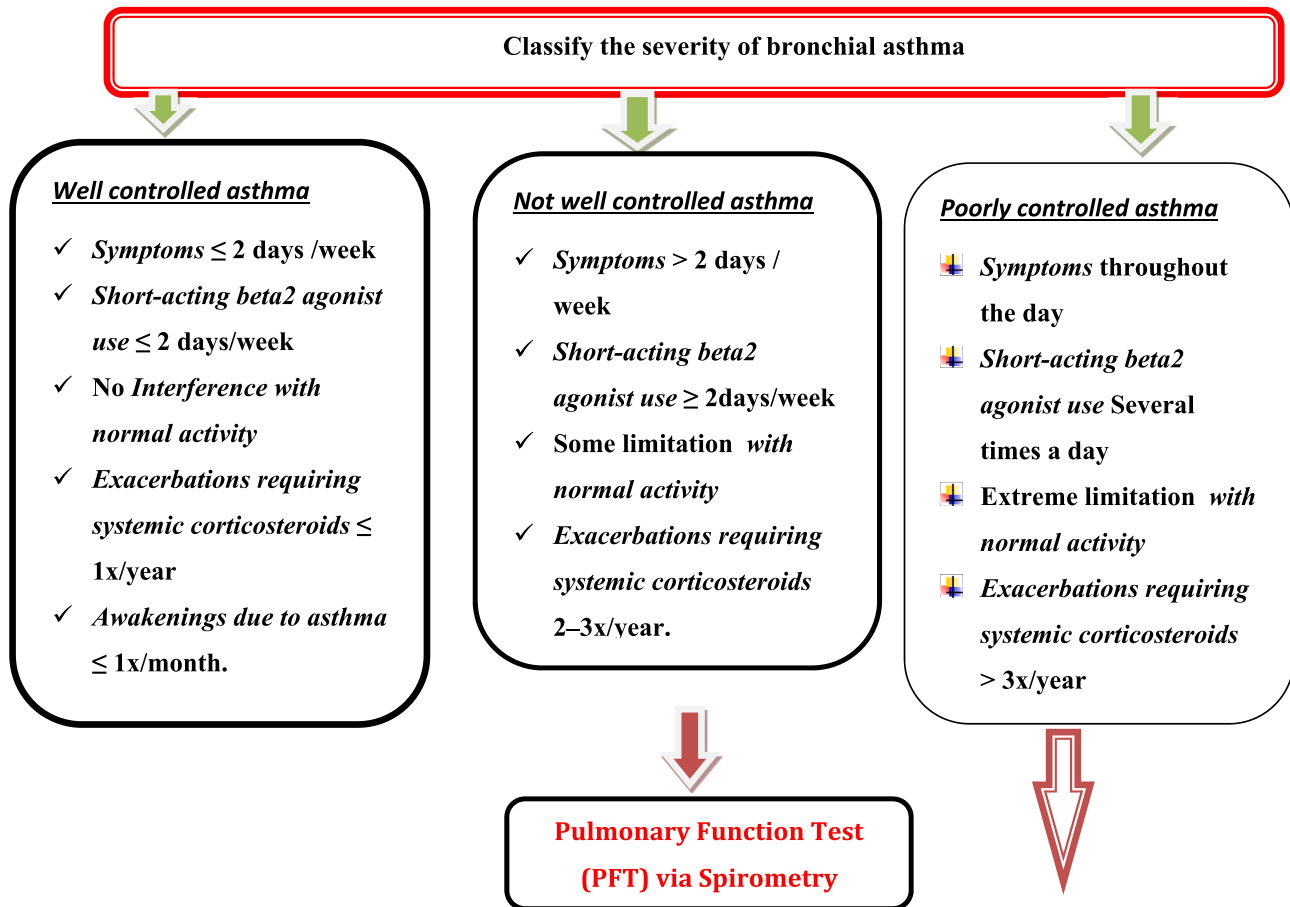 Classify the severity of bronchial asthma
Well controlled asthma
✓ Symptoms ≤ 2 days /week
✓ Short-acting beta2 agonist
use ≤ 2 days/week
✓ No Interference with
normal activity
✓ Exacerbations requiring
systemic corticosteroids ≤
1x/year
✓ Awakenings due to asthma
≤ 1x/month.
Not well controlled asthma
✓ Symptoms > 2 days /
week
✓ Short-acting beta2
agonist use ≥ 2days/week
✓ Some limitation with
normal activity
✓ Exacerbations requiring
systemic corticosteroids
2–3x/year.
Poorly controlled asthma
Symptoms throughout
the day
Short-acting beta2
agonist use Several
times a day
Extreme limitation with
normal activity
Exacerbations requiring
systemic corticosteroids
> 3x/year
Pulmonary Function Test
(PFT) via Spirometry